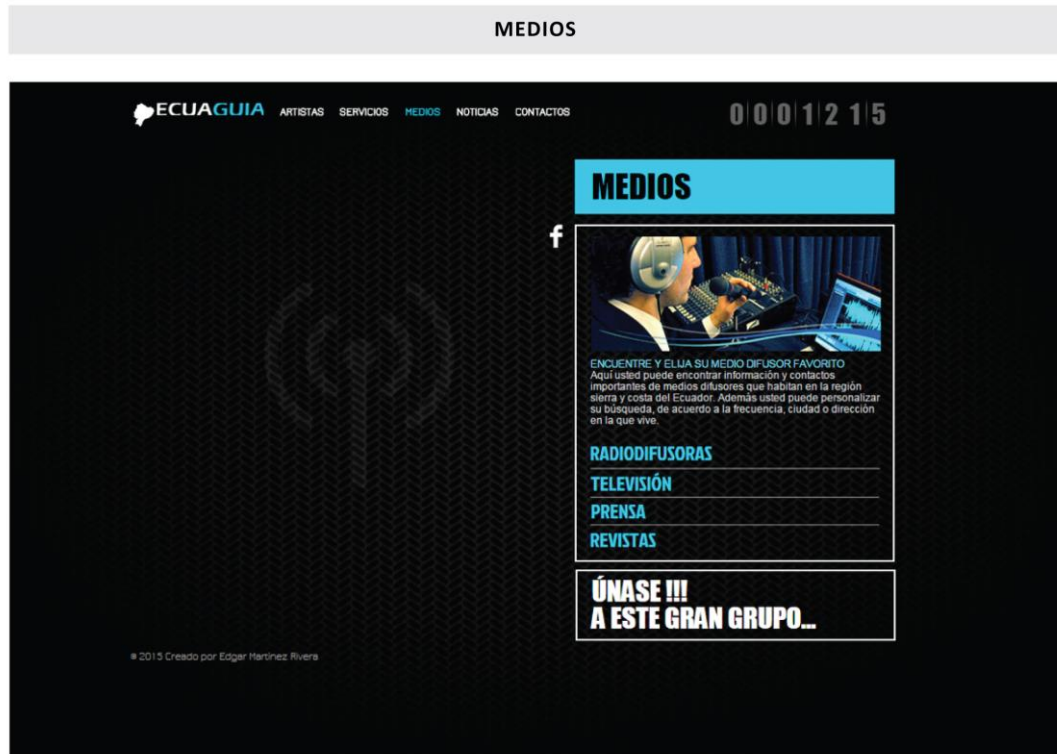 MEDIOS
ECUAGUIA ARTISTAS SERVICIOS MEDIOS NOTICIAS CONTACTOS
0001215
MEDIOS
f
ENCUENTRE Y ELIJA SU MEDIO DIFUSOR FAVORITO
Aquí usted puede encontrar información y contactos
importantes de medios difusores que habitan en la región
sierra y costa del Ecuador. Además usted puede personalizar
su búsqueda, de acuerdo a la frecuencia, ciudad o dirección
en la que vive.
RADIODIFUSORAS
TELEVISIÓN
PRENSA
REVISTAS
ÚNASE !!!
A ESTE GRAN GRUPO...
© 2015 Creado por Edgar Martinez Rivera